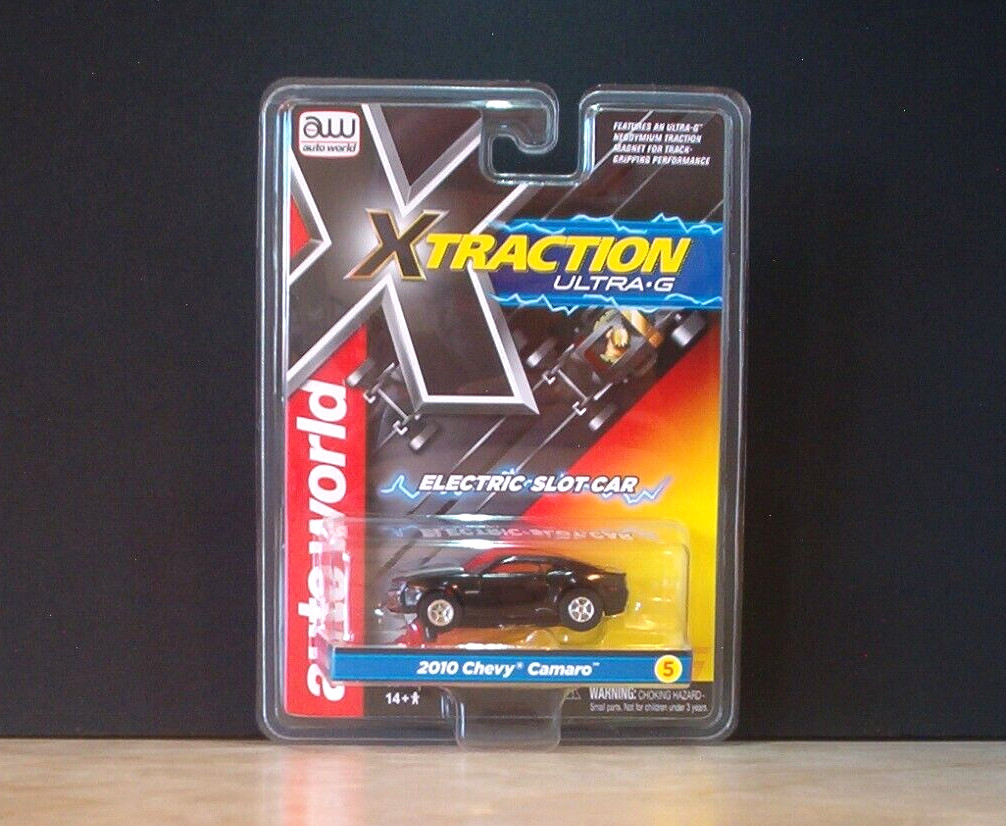 aw
auto world
FEATURES AN ULTRA-G™
NEODYMIUM TRACTION
MAGNET FOR TRACK-
GRIPPING PERFORMANCE
XTRACTION
ULTRA•G
auto world
ELECTRIC SLOT CAR
2010 Chevy® Camaro™
5
14+
WARNING: CHOKING HAZARD-
Small parts. Not for children under 3 years.